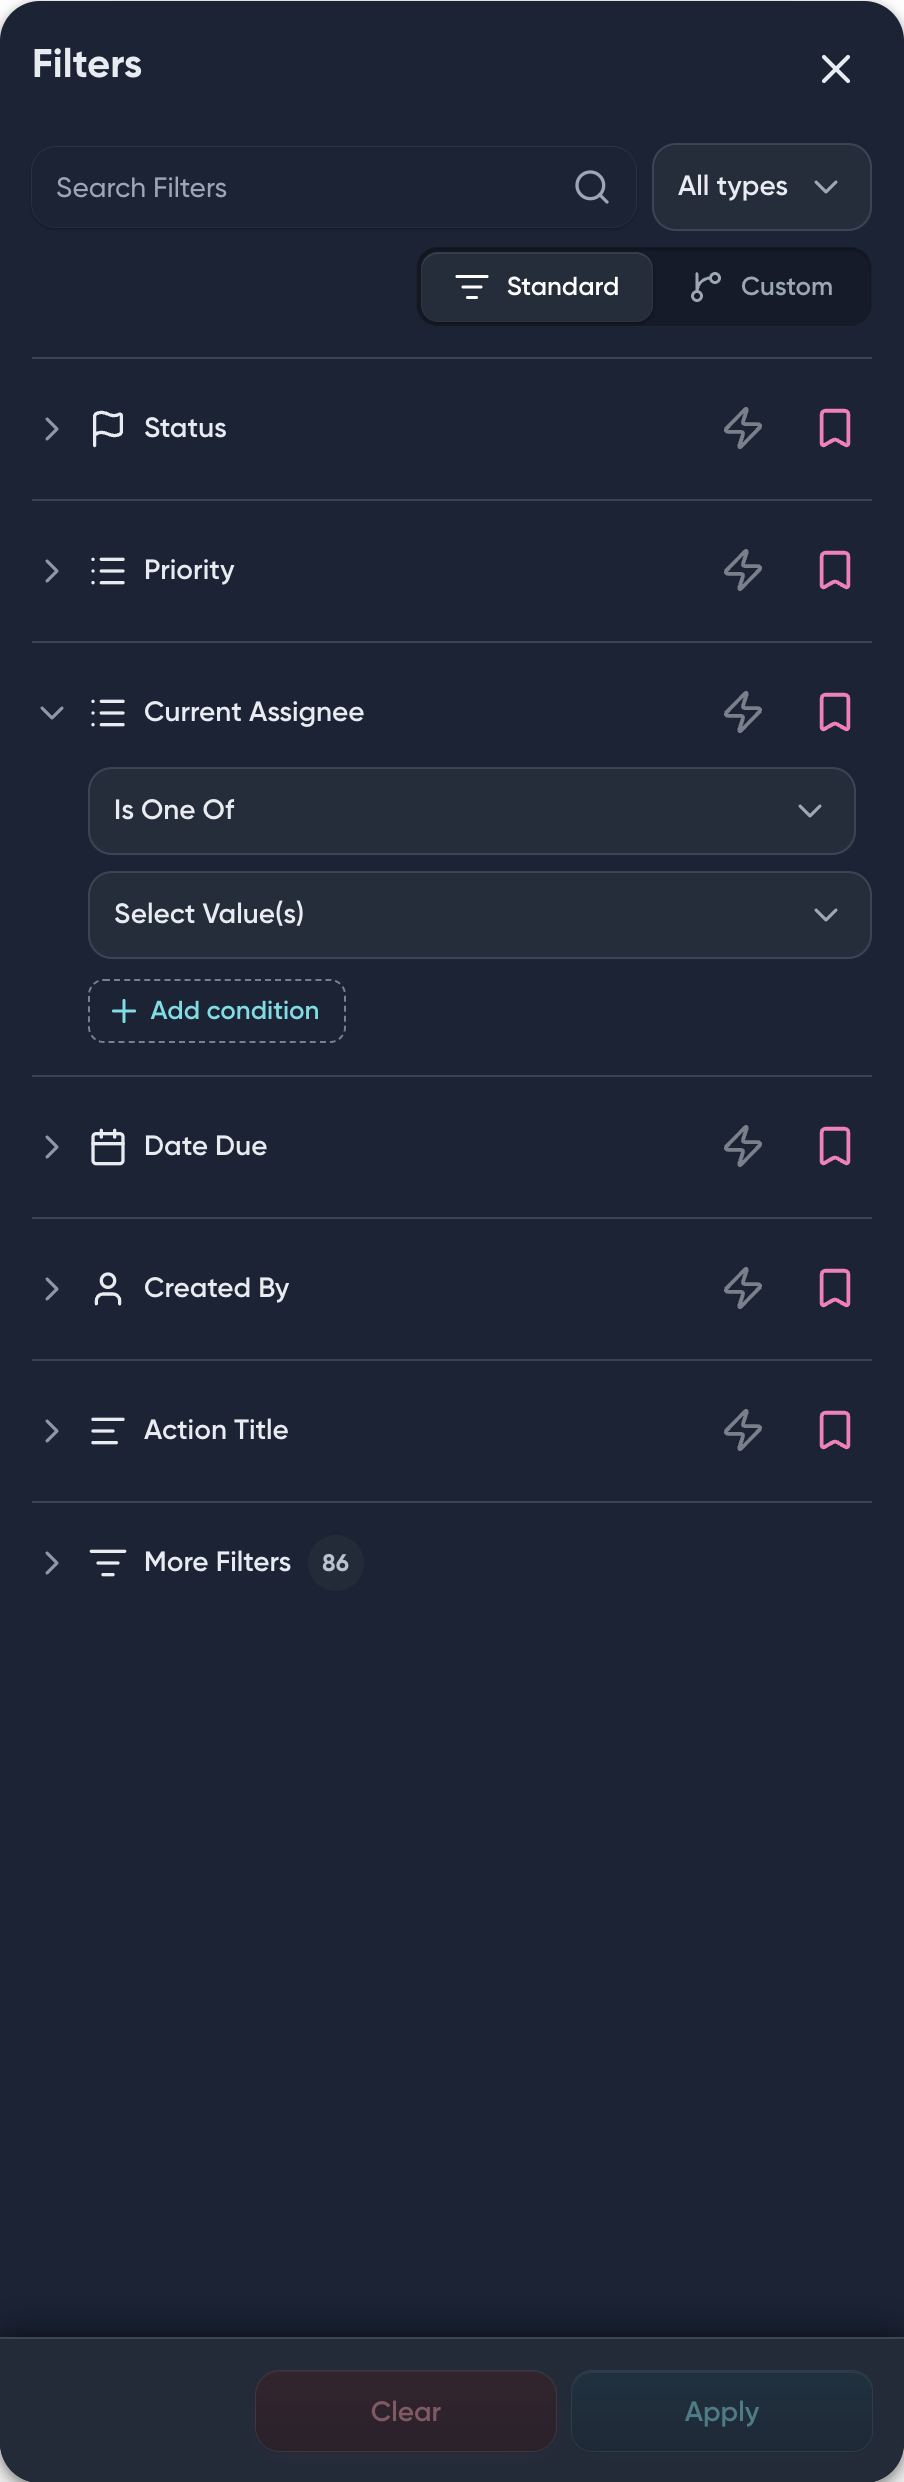 Filters
Search Filters
All types
Standard
Custom
Status
Priority
Current Assignee
Is One Of
Select Value(s)
Add condition
Date Due
Created By
Action Title
More Filters 86
Clear
Apply